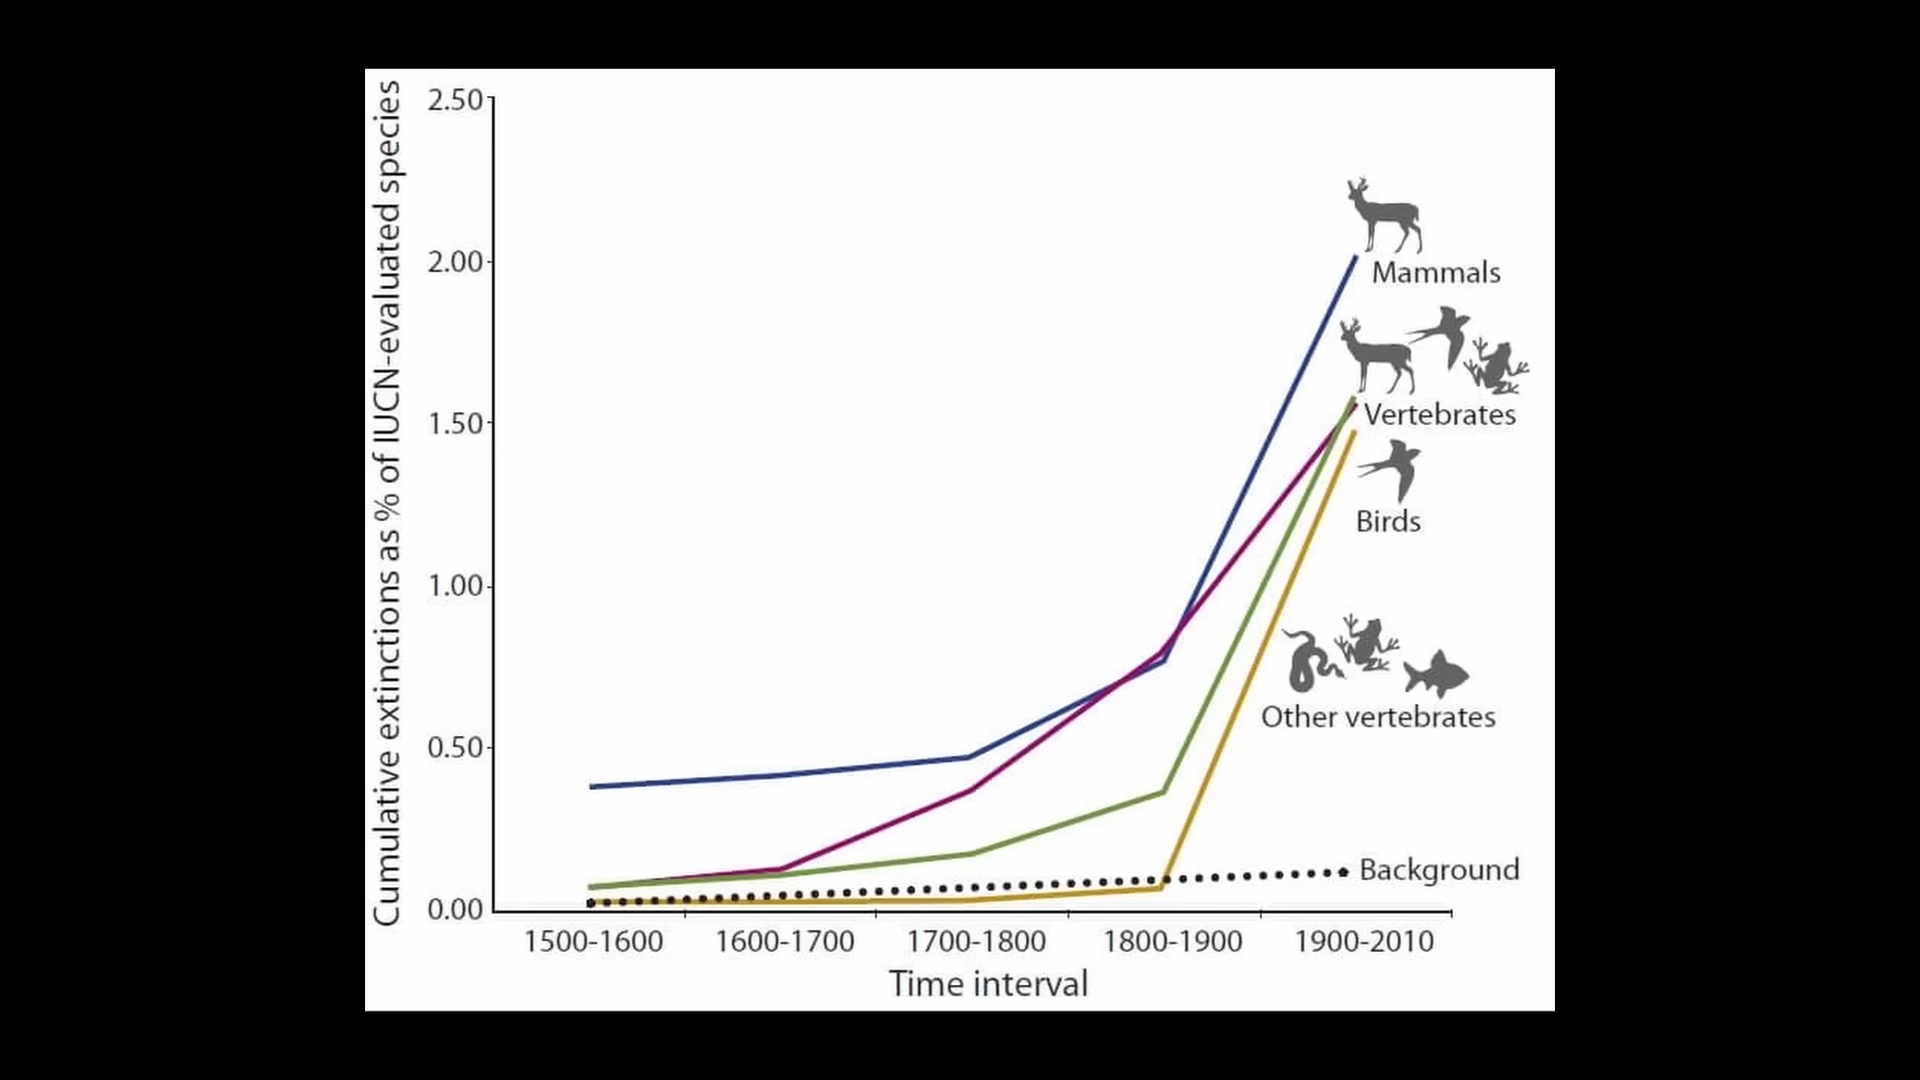 Cumulative extinctions as % of IUCN-evaluated species
2.50
2.00
1.50
1.00
0.50
0.00
Mammals
Vertebrates
Birds
Other vertebrates
Background
1500-1600 1600-1700 1700-1800 1800-1900 1900-2010
Time interval